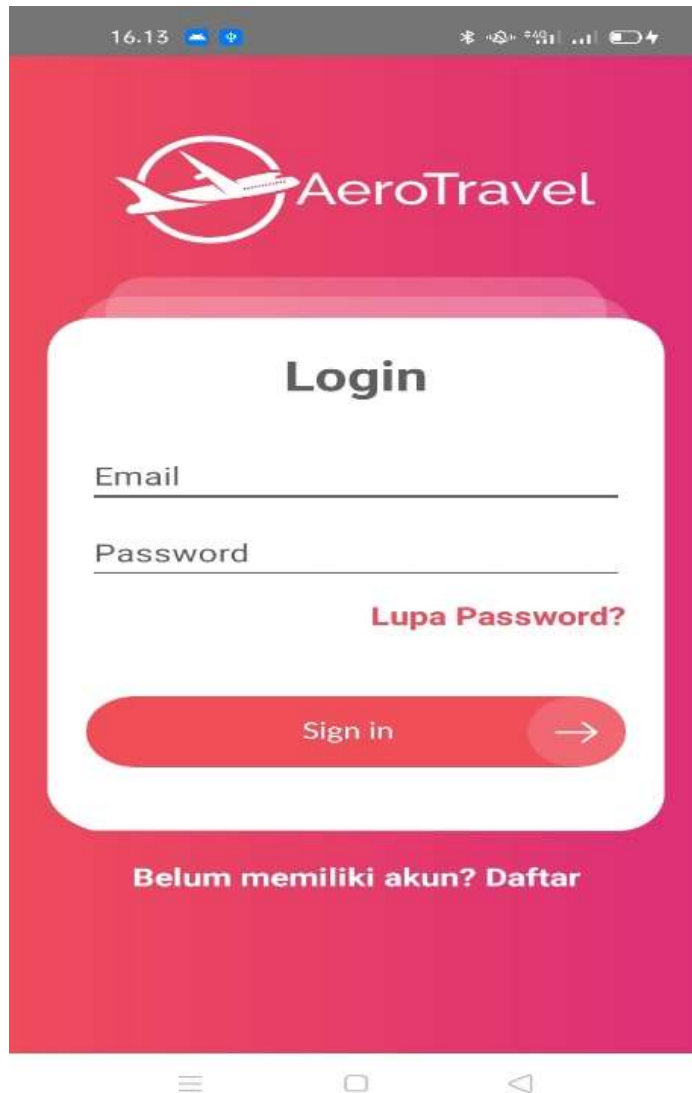 16.13
AeroTravel
Login
Email
Password
Lupa Password?
Sign in
Belum memiliki akun? Daftar